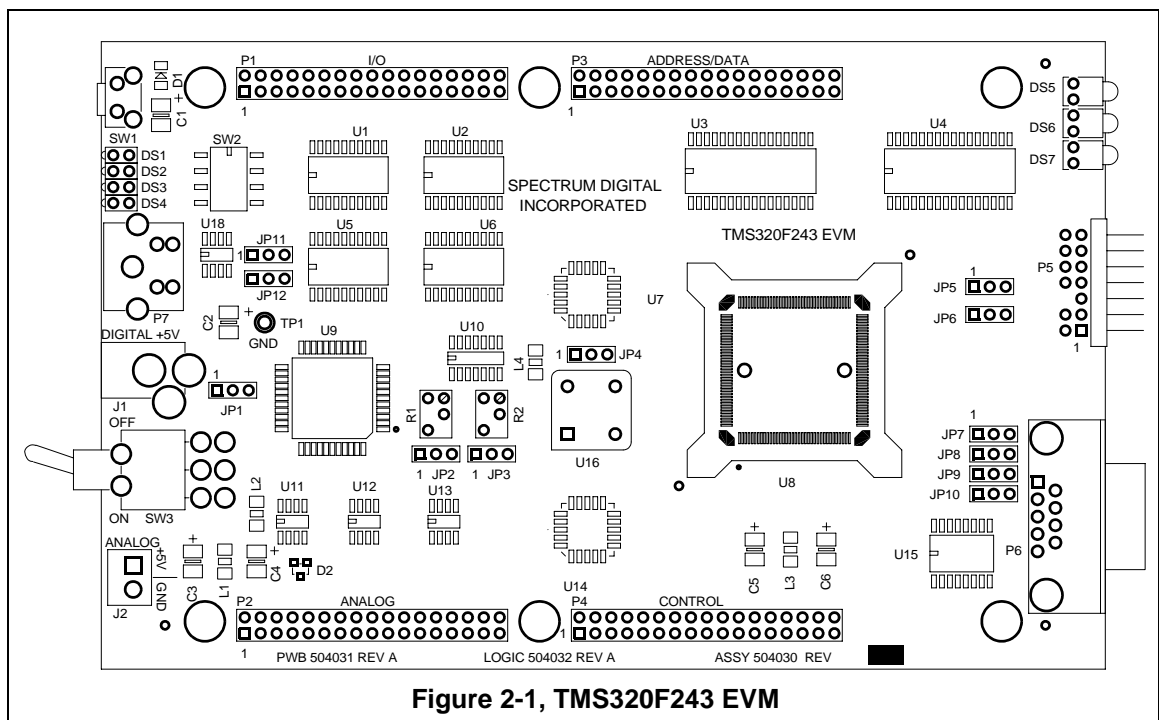 P1
I/O
P3
ADDRESS/DATA
D1
+
C1
1
1
DS5
DS6
DS7
SW1
DS1
DS2
DS3
DS4
SW2
U1
U2
U3
U4
SPECTRUM DIGITAL
INCORPORATED
U18
JP11
1
JP12
U5
U6
TMS320F243 EVM
P5
1
JP5
JP6
1
P7
C2
+
TP1
GND
U9
U10
L4
U7
1
JP4
DIGITAL +5V
J1
1
JP1
R1
R2
OFF
ON
SW3
1
JP2
1
JP3
U16
U8
1
JP7
JP8
JP9
JP10
L2
U11
U12
U13
ANALOG
+5V
GND
J2
+
C3
L1
+
C4
D2
U14
+
C5
L3
+
C6
U15
P6
P2
ANALOG
P4
CONTROL
1
1
PWB 504031 REV A
LOGIC 504032 REV A
ASSY 504030 REV
Figure 2-1, TMS320F243 EVM